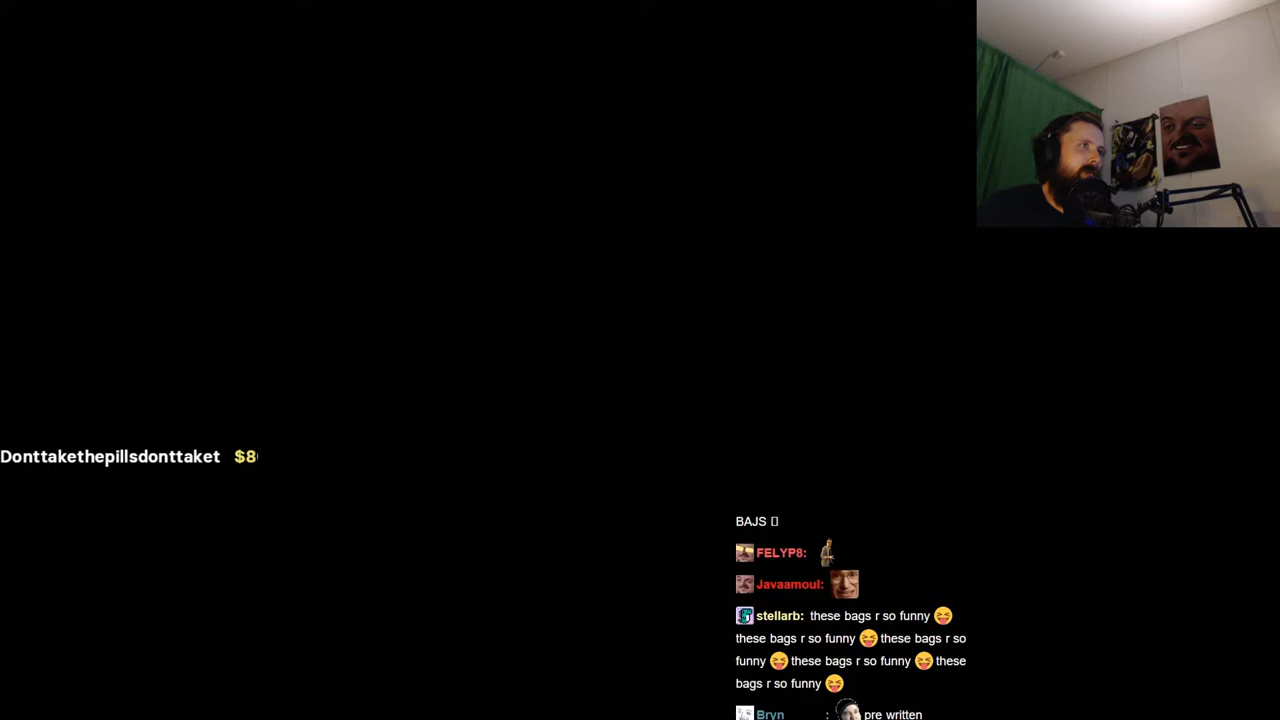 Donttakethepillsdonttaket $8
BAJS
FELYP8:
Javaamoul:
stellarb: these bags r so funny 😝
these bags r so funny 😝 these bags r so
funny 😝 these bags r so funny 😝 these
bags r so funny 😝
Bryn : pre written